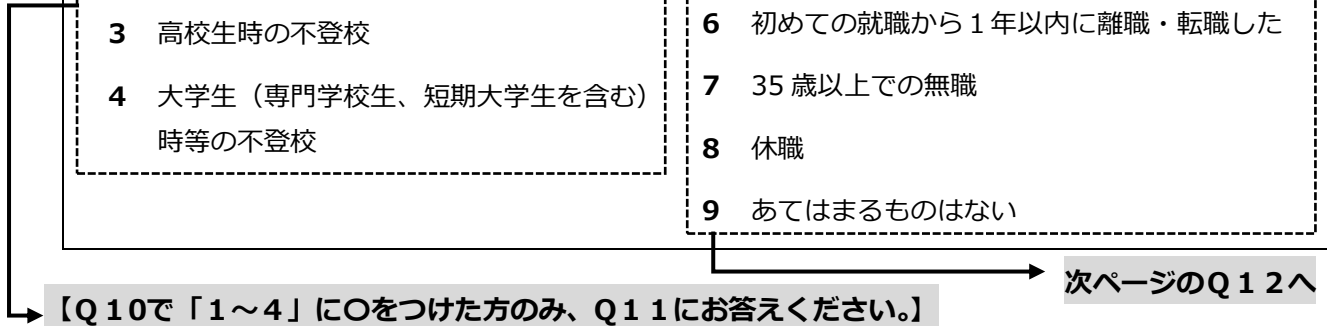 3 高校生時の不登校
4 大学生（専門学校生、短期大学生を含む）
時等の不登校
6 初めての就職から１年以内に離職・転職した
7 35 歳以上での無職
8 休職
9 あてはまるものはない
次ページのＱ１２へ
【Ｑ１０で「１～４」に〇をつけた方のみ、Ｑ１１にお答えください。】